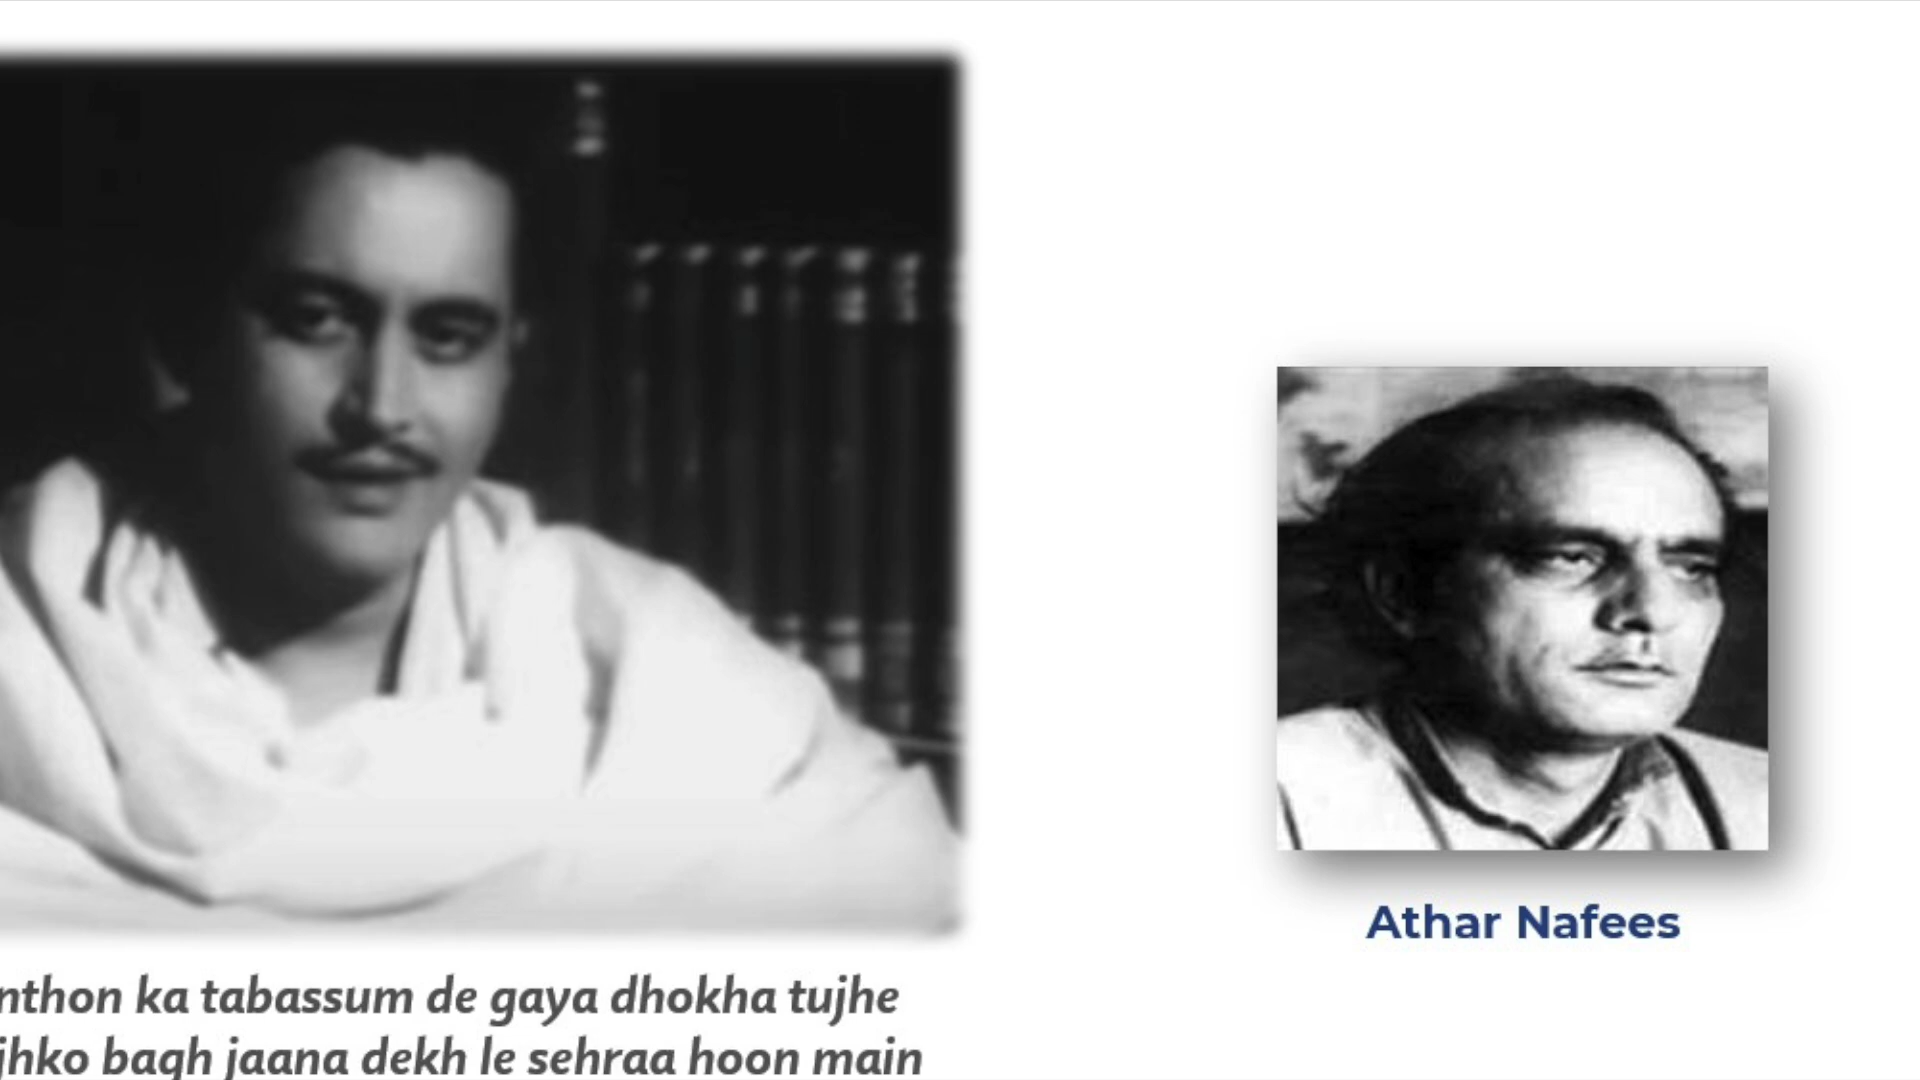 nthon ka tabassum de gaya dhokha tujhe
jhko bagh jaana dekh le sehraa hoon main
Athar Nafees